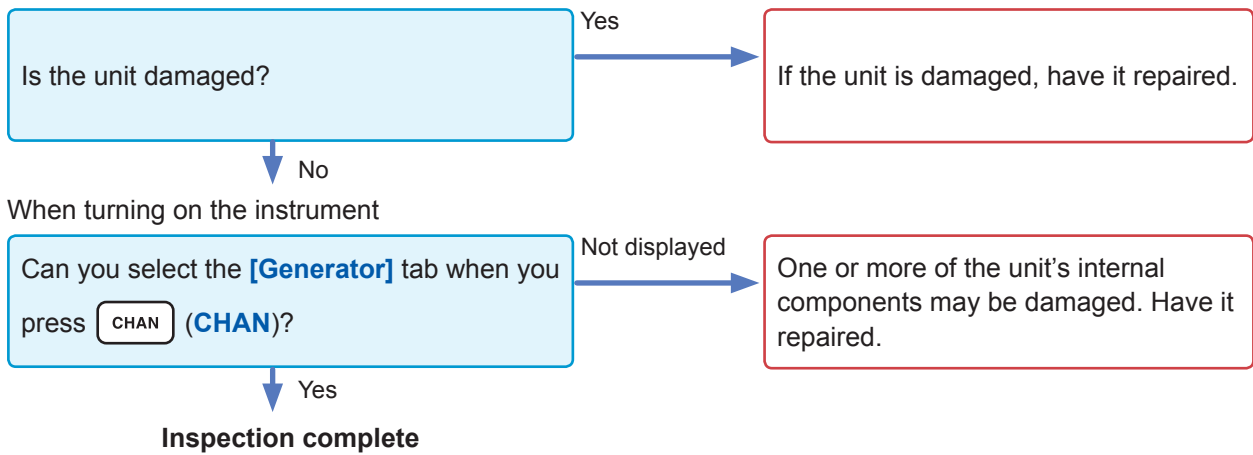 Yes
Is the unit damaged?
If the unit is damaged, have it repaired.
No
When turning on the instrument
Not displayed
Can you select the [Generator] tab when you
press CHAN (CHAN)?
One or more of the unit's internal
components may be damaged. Have it
repaired.
Yes
Inspection complete